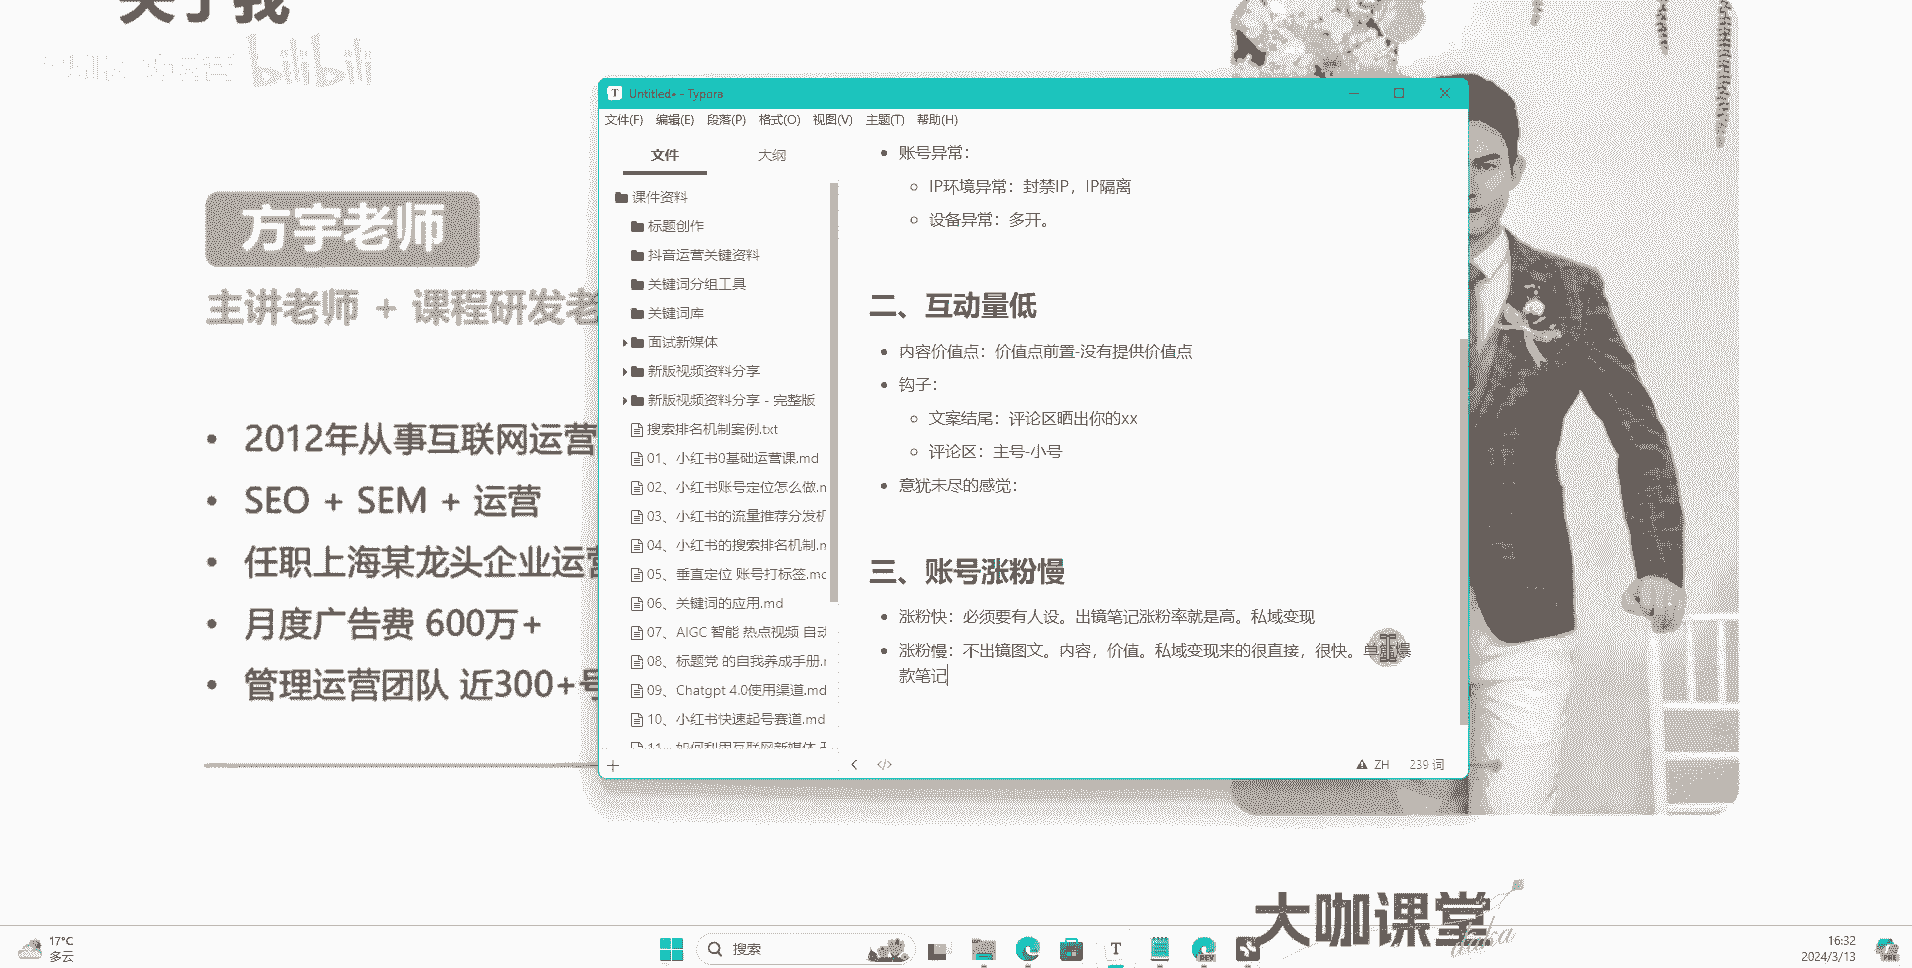 关于我
bilibili
方宇老师
主讲老师 + 课程研发老
2012年从事互联网运营
SEO + SEM + 运营
任职上海某龙头企业运营
月度广告费 600万+
管理运营团队 近300+号
Untitled• - Typora
文件(F) 编辑(E) 段落(P) 格式(O) 视图(V) 主题(T) 帮助(H)
文件 大纲
课件资料
标题创作
抖音运营关键资料
关键词分组工具
关键词库
面试新媒体
新版视频资料分享
新版视频资料分享 - 完整版
搜索排名机制案例.txt
01、小红书0基础运营课.md
02、小红书账号定位怎么做.n
03、小红书的流量推荐分发机
04、小红书的搜索排名机制.n
05、垂直定位 账号打标签.mc
06、关键词的应用.md
07、AIGC 智能 热点视频 自动
08、标题党 的自我养成手册.r
09、Chatgpt 4.0使用渠道.md
10、小红书快速起号赛道.md
11、如何利用互联网新媒体
账号异常：
IP环境异常：封禁IP，IP隔离
设备异常：多开。
二、互动量低
内容价值点：价值点前置-没有提供价值点
钩子：
文案结尾：评论区晒出你的xx
评论区：主号-小号
意犹未尽的感觉：
三、账号涨粉慢
涨粉快：必须要有人设。出镜笔记涨粉率就是高。私域变现
涨粉慢：不出镜图文。内容，价值。私域变现来的很直接，很快。单篇爆
款笔记
ZH 239 词
大咖课堂
daka
17°C
多云
搜索
DEV
16:32
2024/3/13
PRE